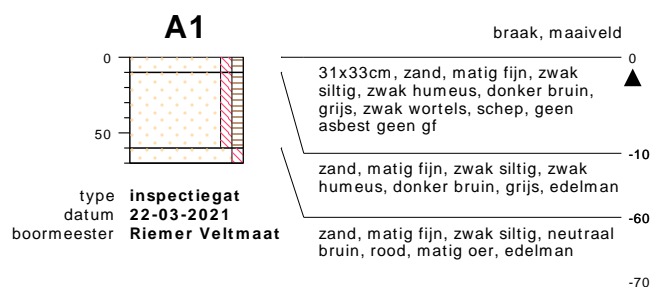 A1
braak, maaiveld
0
50
0
31x33cm, zand, matig fijn, zwak
siltig, zwak humeus, donker bruin,
grijs, zwak wortels, schep, geen
asbest geen gf
-10
zand, matig fijn, zwak siltig, zwak
humeus, donker bruin, grijs, edelman
-60
zand, matig fijn, zwak siltig, neutraal
bruin, rood, matig oer, edelman
-70
type inspectiegat
datum 22-03-2021
boormeester Riemer Veltmaat